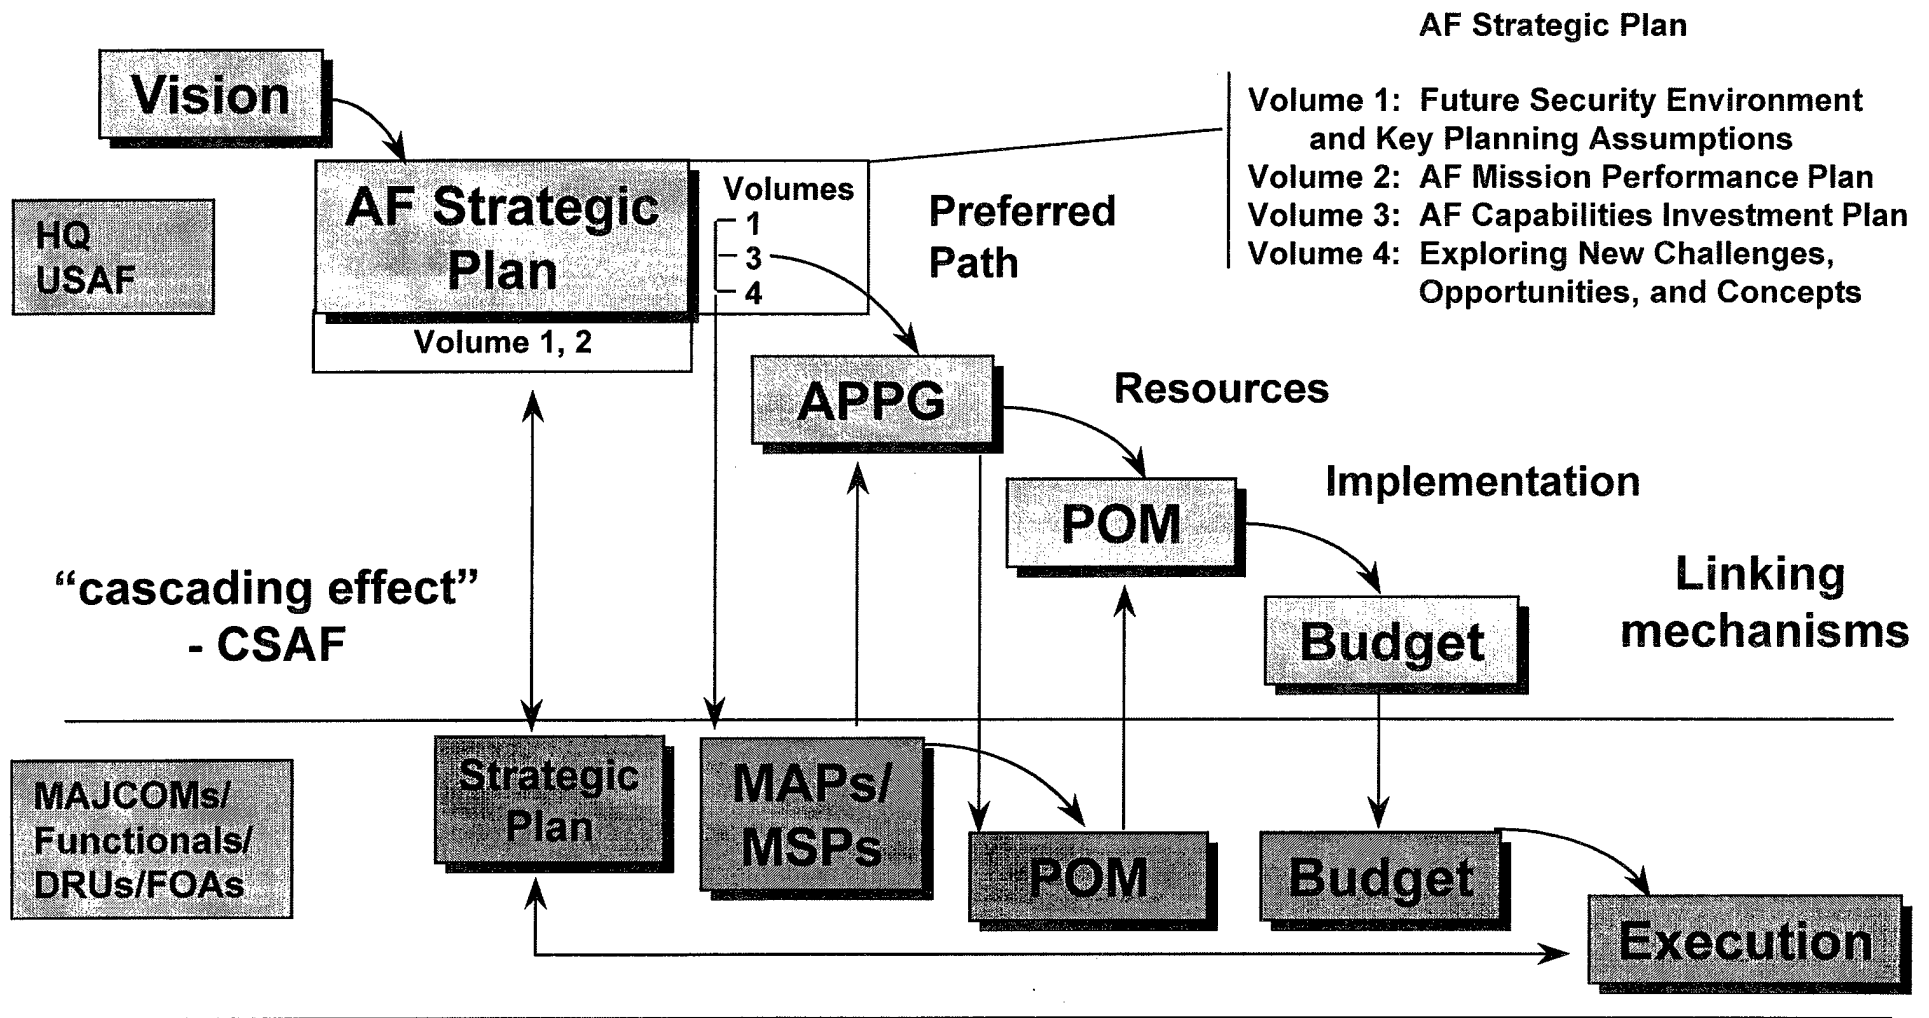 AF Strategic Plan
Vision
Volume 1: Future Security Environment
and Key Planning Assumptions
Volume 2: AF Mission Performance Plan
Volume 3: AF Capabilities Investment Plan
Volume 4: Exploring New Challenges,
Opportunities, and Concepts
HQ
USAF
AF Strategic
Plan
Volumes
1
3
4
Volume 1, 2
Preferred
Path
APPG
Resources
POM
Implementation
Budget
Linking
mechanisms
“cascading effect”
- CSAF
MAJCOMs/
Functionals/
DRUs/FOAs
Strategic
Plan
MAPs/
MSPs
POM
Budget
Execution